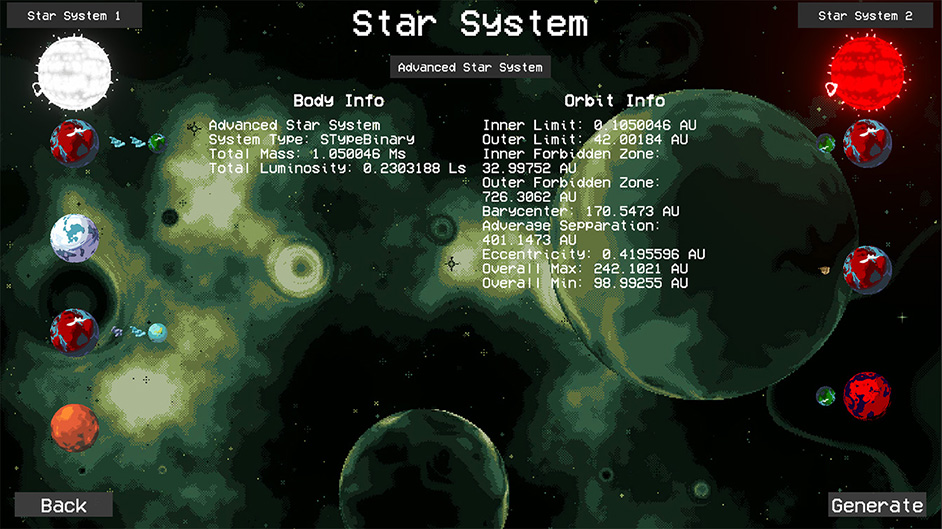 Star System 1
Star System
Star System 2
Advanced Star System
Body Info
Advanced Star System
System Type: STypeBinary
Total Mass: 1.050046 Ms
Total Luminosity: 0.2303188 Ls
Orbit Info
Inner Limit: 0.1050046 AU
Outer Limit: 42.00184 AU
Inner Forbidden Zone:
32.99752 AU
Outer Forbidden Zone:
726.3062 AU
Barycenter: 170.5473 AU
Adverage Sepparation:
401.1473 AU
Eccentricity: 0.4195596 AU
Overall Max: 242.1021 AU
Overall Min: 98.99255 AU
Back
Generate